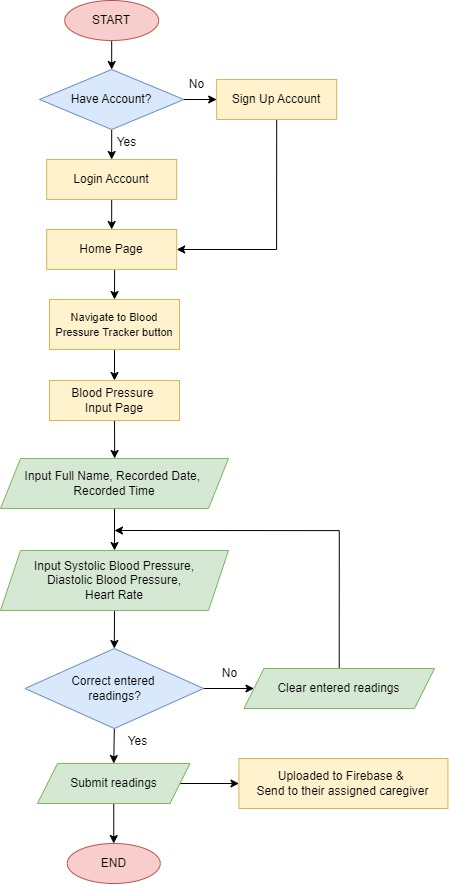 START
Have Account?
No
Sign Up Account
Yes
Login Account
Home Page
Navigate to Blood
Pressure Tracker button
Blood Pressure
Input Page
Input Full Name, Recorded Date,
Recorded Time
Input Systolic Blood Pressure,
Diastolic Blood Pressure,
Heart Rate
Correct entered
readings?
No
Clear entered readings
Yes
Submit readings
Uploaded to Firebase &
Send to their assigned caregiver
END